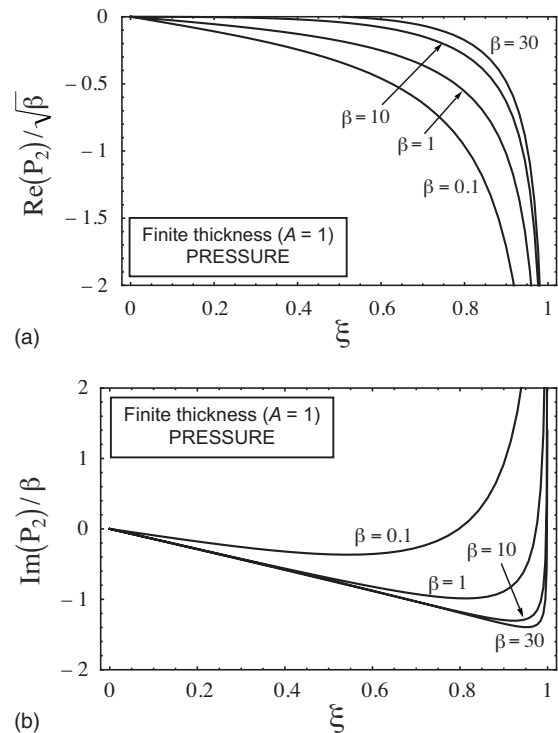 0
β = 30
− 0.5
β = 10
β = 1
Re(P₂)/√β
− 1
β = 0.1
− 1.5
Finite thickness (A = 1)
PRESSURE
− 2
0 0.2 0.4 0.6 0.8 1
(a)
ξ
2
Finite thickness (A = 1)
PRESSURE
1
Im(P₂)/β
0
β = 0.1
β = 10
β = 1
− 1
β = 30
− 2
0 0.2 0.4 0.6 0.8 1
(b)
ξ